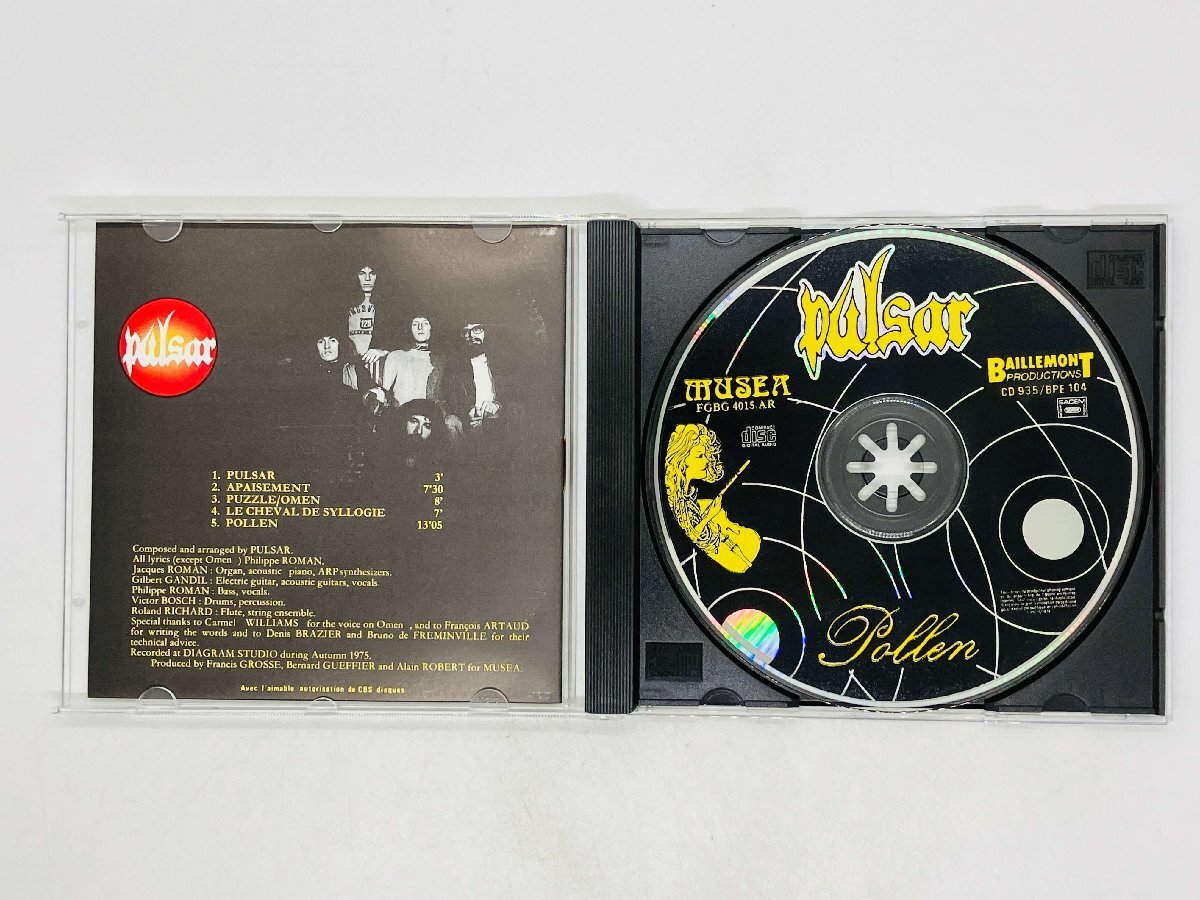 pulsar
1. PULSAR 3'
2. APAISEMENT 7'30
3. PUZZLE/OMEN 8'
4. LE CHEVAL DE SYLLOGIE 7'
5. POLLEN 13'05
Composed and arranged by PULSAR.
All lyrics (except Omen ) Philippe ROMAN.
Jacques ROMAN : Organ, acoustic piano, ARP synthesizers.
Gilbert GANDIL : Electric guitar, acoustic guitars, vocals.
Philippe ROMAN : Bass, vocals.
Victor BOSCH : Drums, percussion.
Roland RICHARD : Flute, string ensemble.
Special thanks to Carmel WILLIAMS for the voice on Omen , and to François ARTAUD
for writing the words and to Denis BRAZIER and Bruno de FREMINVILLE for their
technical advice.
Recorded at DIAGRAM STUDIO during Autumn 1975.
Produced by Francis GROSSE, Bernard GUEFFIER and Alain ROBERT for MUSEA.
Avec l'aimable autorisation de CBS disques
pulsar
MUSEA
FGBG 4015.AR
COMPACT
disc
DIGITAL AUDIO
BAILLEMONT
PRODUCTIONS
CD 935/BPE 104
SACEM
Pollen